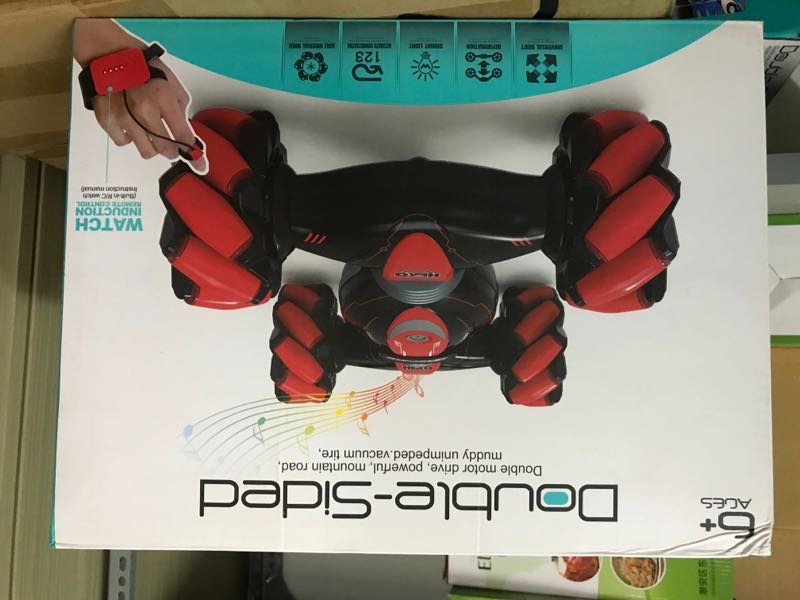 6+
AGES
Double-Sided
Double motor drive, powerful, mountain road,
muddy unimpeded.vacuum tire,
WATCH
INDUCTION
REMOTE CONTROL
(Built-in R/C watch
Instruction manual)
UNIVERSAL DRIFT
DEFORMATION
BRIGHT LIGHT
123